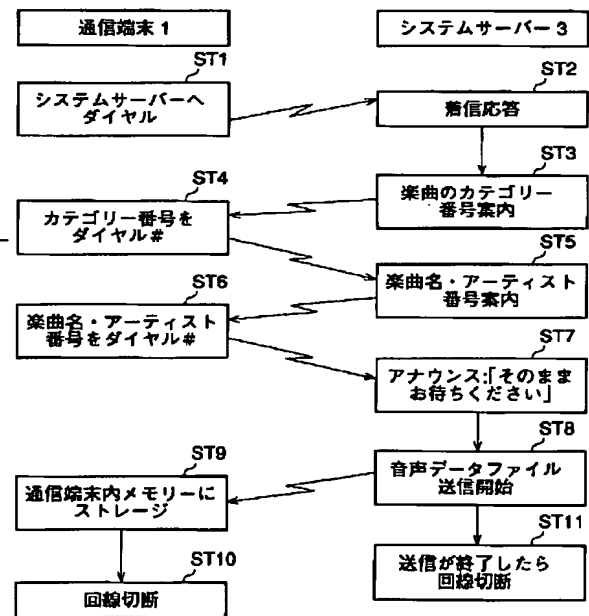 通信端末1
システムサーバー3
ST1
システムサーバーへ
ダイヤル
ST2
着信応答
ST3
楽曲のカテゴリー
番号案内
ST4
カテゴリー番号を
ダイヤル#
ST5
楽曲名・アーティスト
番号案内
ST6
楽曲名・アーティスト
番号をダイヤル#
ST7
アナウンス:「そのまま
お待ちください」
ST8
音声データファイル
送信開始
ST9
通信端末内メモリーに
ストレージ
ST10
回線切断
ST11
送信が終了したら
回線切断